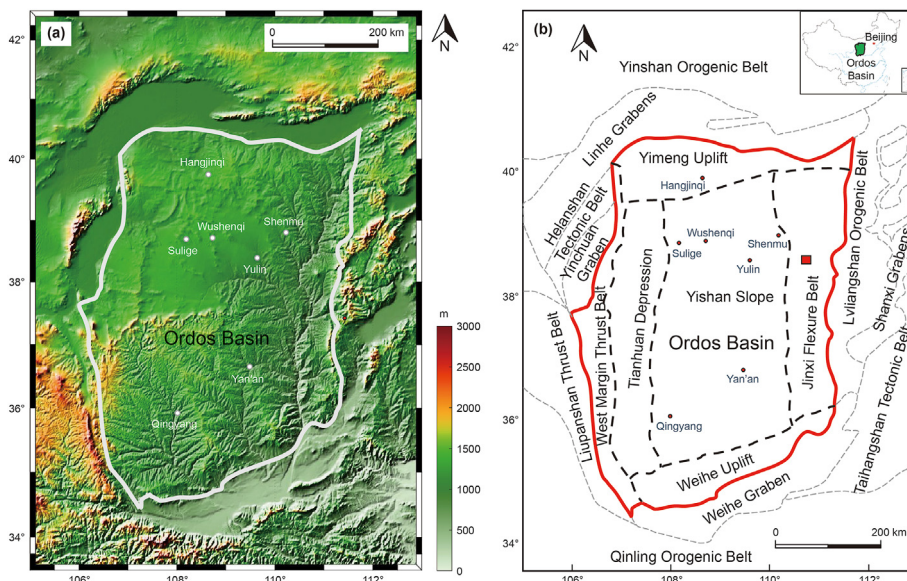 (a)
0 200 km
N
42°
40°
38°
36°
34°
Hangjinqi
Wushenqi
Shenmu
Sulige
Yulin
Ordos Basin
Yan'an
Qingyang
m
3000
2500
2000
1500
1000
500
0
106° 108° 110° 112°
(b)
N
Beijing
Ordos
Basin
42°
40°
38°
36°
34°
Yinshan Orogenic Belt
Linhe Grabens
Yimeng Uplift
Hangjinqi
Helanshan
Tectonic Belt
Yinchuan
Graben
Wushenqi
Shenmu
Sulige
Yulin
Yishan Slope
Tianhuan Depression
West Margin Thrust Belt
Liupanshan Thrust Belt
Jinxi Flexure Belt
Lvliangshan Orogenic Belt
Shanxi Grabens
Taihangshan Tectonic Belt
Ordos Basin
Yan'an
Qingyang
Weihe Uplift
Weihe Graben
0 200 km
Qinling Orogenic Belt
106° 108° 110° 112°